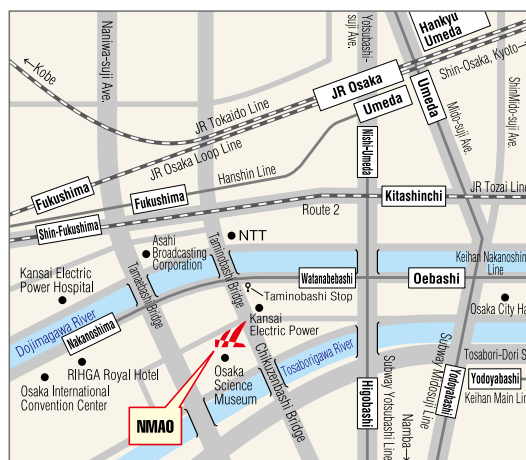 Hankyu
Umeda
Yotsubashi-
suji Ave.
Naniwa-suji Ave.
←Kobe
Shin-Osaka, Kyoto→
JR Osaka
Umeda
Umeda
Mido-suji Ave.
ShinMido-suji Ave.
JR Tokaido Line
JR Osaka Loop Line
Hanshin Line
Nishi-Umeda
Fukushima
Fukushima
Kitashinchi
JR Tozai Line
Route 2
Shin-Fukushima
NTT
Asahi
Broadcasting
Corporation
Taminobashi Bridge
Tamaebashi Bridge
Keihan Nakanoshima
Line
Kansai Electric
Power Hospital
Watanabebashi
Oebashi
Taminobashi Stop
Osaka City Ha
Dojimagawa River
Nakanoshima
Kansai
Electric Power
RIHGA Royal Hotel
Osaka International
Convention Center
Osaka
Science
Museum
Chikuzenbashi Bridge
Tosaborigawa River
Tosabori-Dori S
Higobashi
Subway Yotsubashi Line
Subway Midosuji Line
Yodoyabashi
Yodoyabashi
Keihan Main Lin
Namba→
NMAO